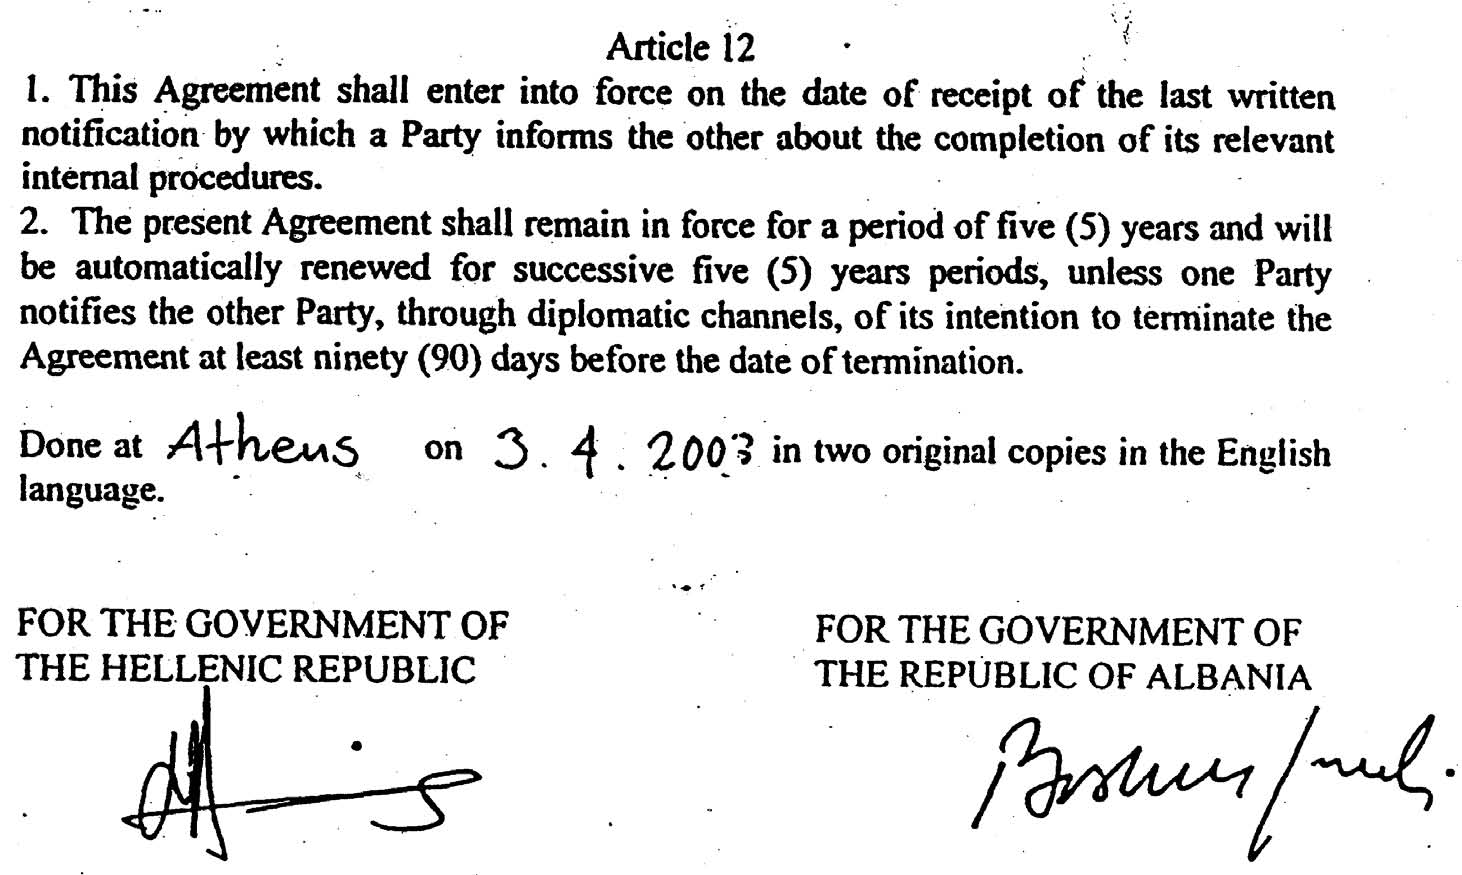 Article 12
1. This Agreement shall enter into force on the date of receipt of the last written
notification by which a Party informs the other about the completion of its relevant
internal procedures.
2. The present Agreement shall remain in force for a period of five (5) years and will
be automatically renewed for successive five (5) years periods, unless one Party
notifies the other Party, through diplomatic channels, of its intention to terminate the
Agreement at least ninety (90) days before the date of termination.
Done at Athens on 3.4.2003 in two original copies in the English
language.
FOR THE GOVERNMENT OF
THE HELLENIC REPUBLIC
FOR THE GOVERNMENT OF
THE REPUBLIC OF ALBANIA